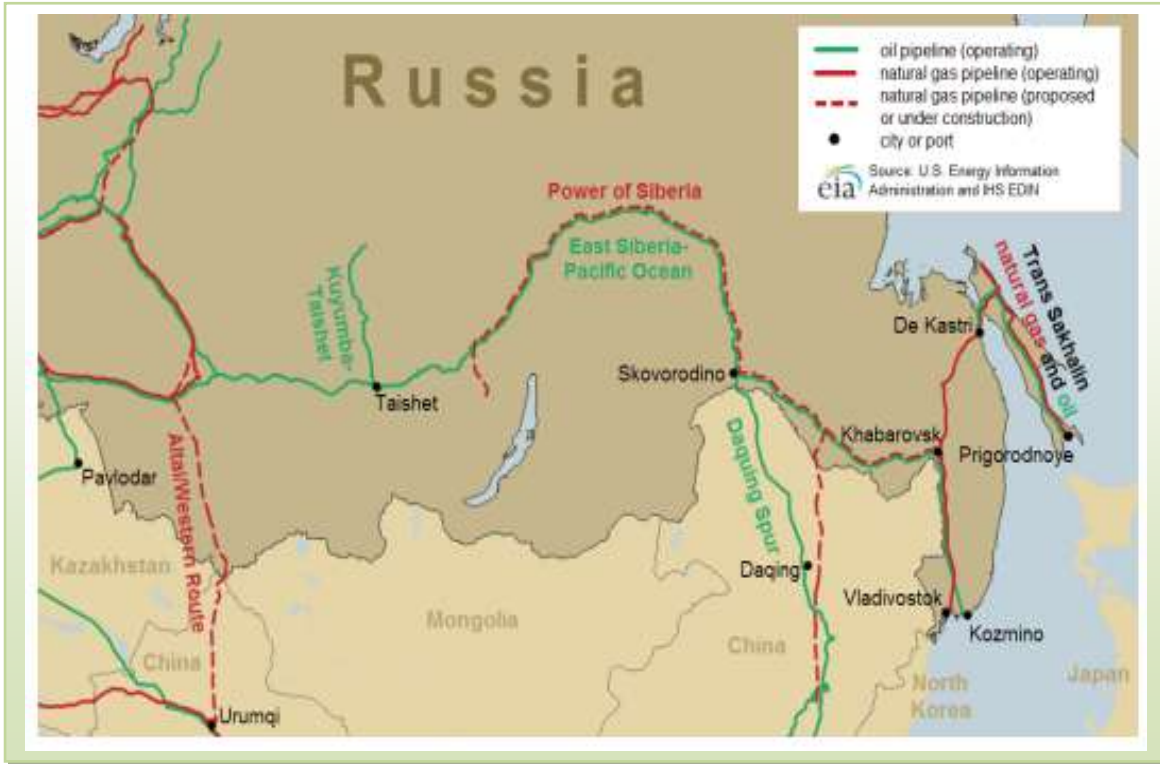 Russia
oil pipeline (operating)
natural gas pipeline (operating)
natural gas pipeline (proposed
or under construction)
city or port
eia
Source: U.S. Energy Information
Administration and IHS EDIN
Power of Siberia
East Siberia-
Pacific Ocean
Kuyumba-
Taishet
Trans Sakhalin
natural gas and oil
De Kastri
Skovorodino
Taishet
Khabarovsk
Prigorodnoye
Pavlodar
Altai/Western Route
Daquing Spur
Kazakhstan
Daqing
Vladivostok
Mongolia
Kozmino
China
China
North
Korea
Japan
Urumqi